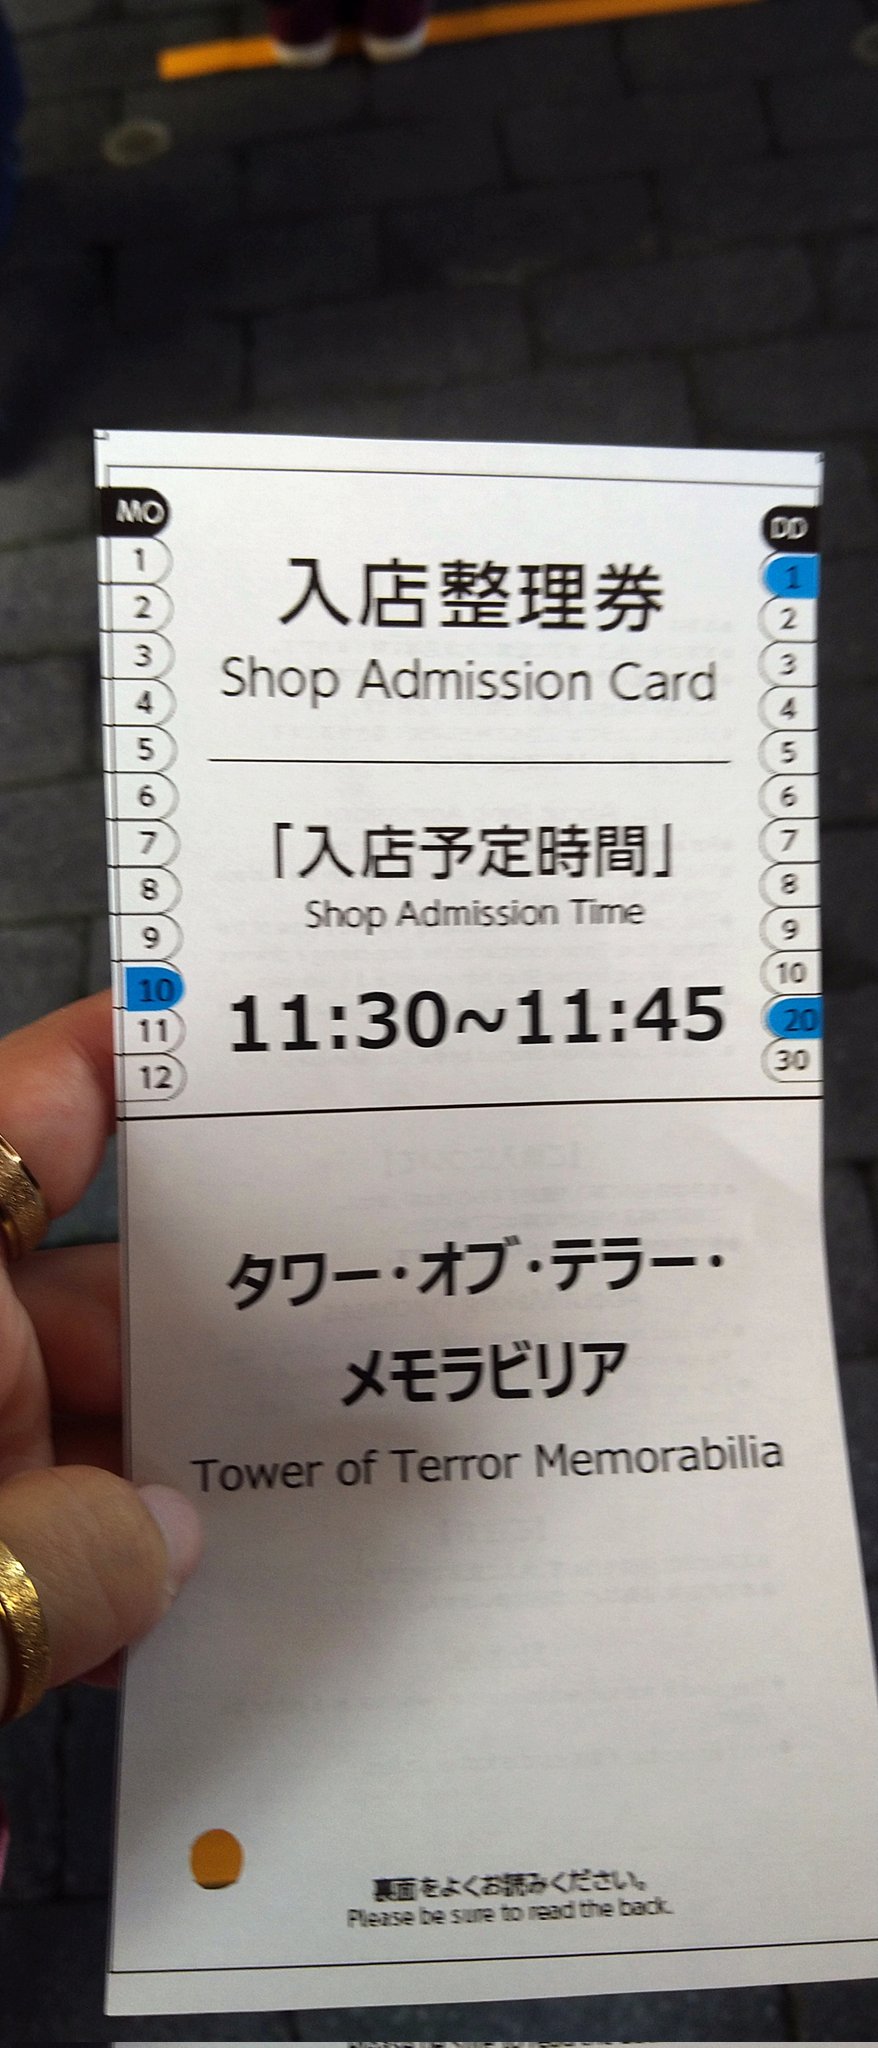 MO
1
2
3
4
5
6
7
8
9
10
11
12
入店整理券
Shop Admission Card
「入店予定時間」
Shop Admission Time
11:30~11:45
DD
1
2
3
4
5
6
7
8
9
10
20
30
タワー・オブ・テラー・
メモラビリア
Tower of Terror Memorabilia
裏面をよくお読みください。
Please be sure to read the back.